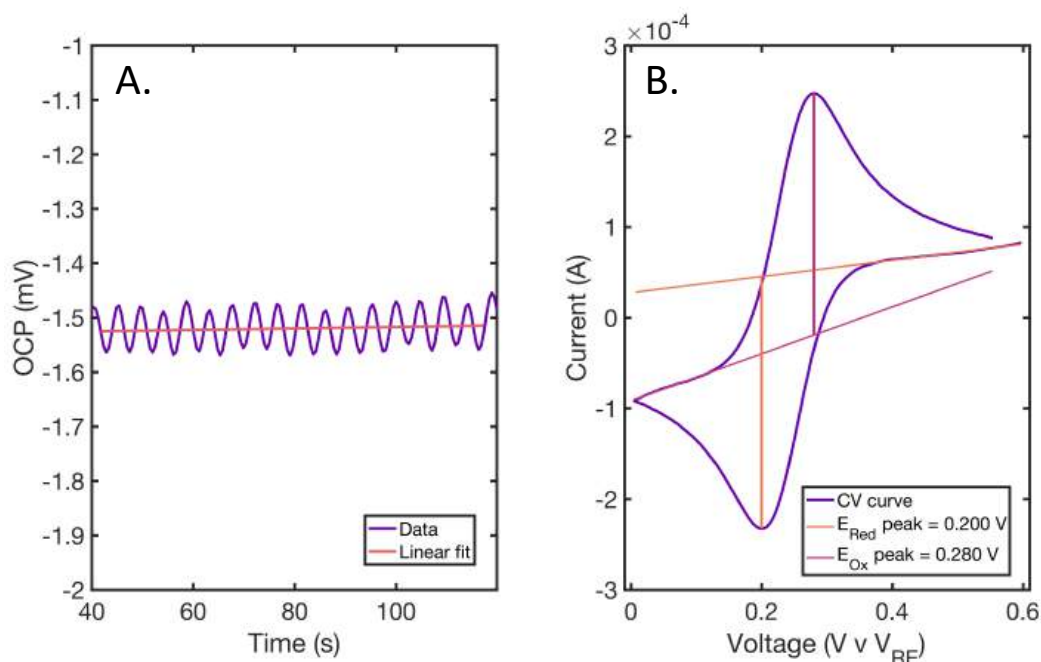 A.
OCP (mV)
-1
-1.1
-1.2
-1.3
-1.4
-1.5
-1.6
-1.7
-1.8
-1.9
-2
40 60 80 100
Time (s)
Data
Linear fit
B.
×10⁻⁴
Current (A)
3
2
1
0
-1
-2
-3
0 0.2 0.4 0.6
Voltage (V v V_RE)
CV curve
E_Red peak = 0.200 V
E_Ox peak = 0.280 V